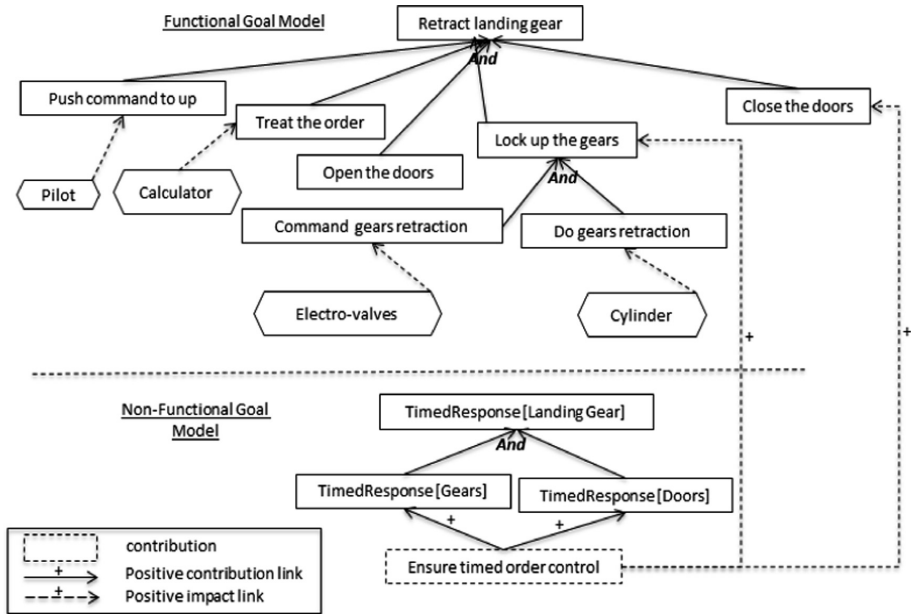 Functional Goal Model
Retract landing gear
And
Push command to up
Treat the order
Close the doors
Lock up the gears
Open the doors
Pilot
Calculator
And
Command gears retraction
Do gears retraction
Electro-valves
Cylinder
+
+
Non-Functional Goal
Model
TimedResponse[Landing Gear]
And
TimedResponse[Gears]
TimedResponse[Doors]
+
+
Ensure timed order control
contribution
+
Positive contribution link
+
Positive impact link